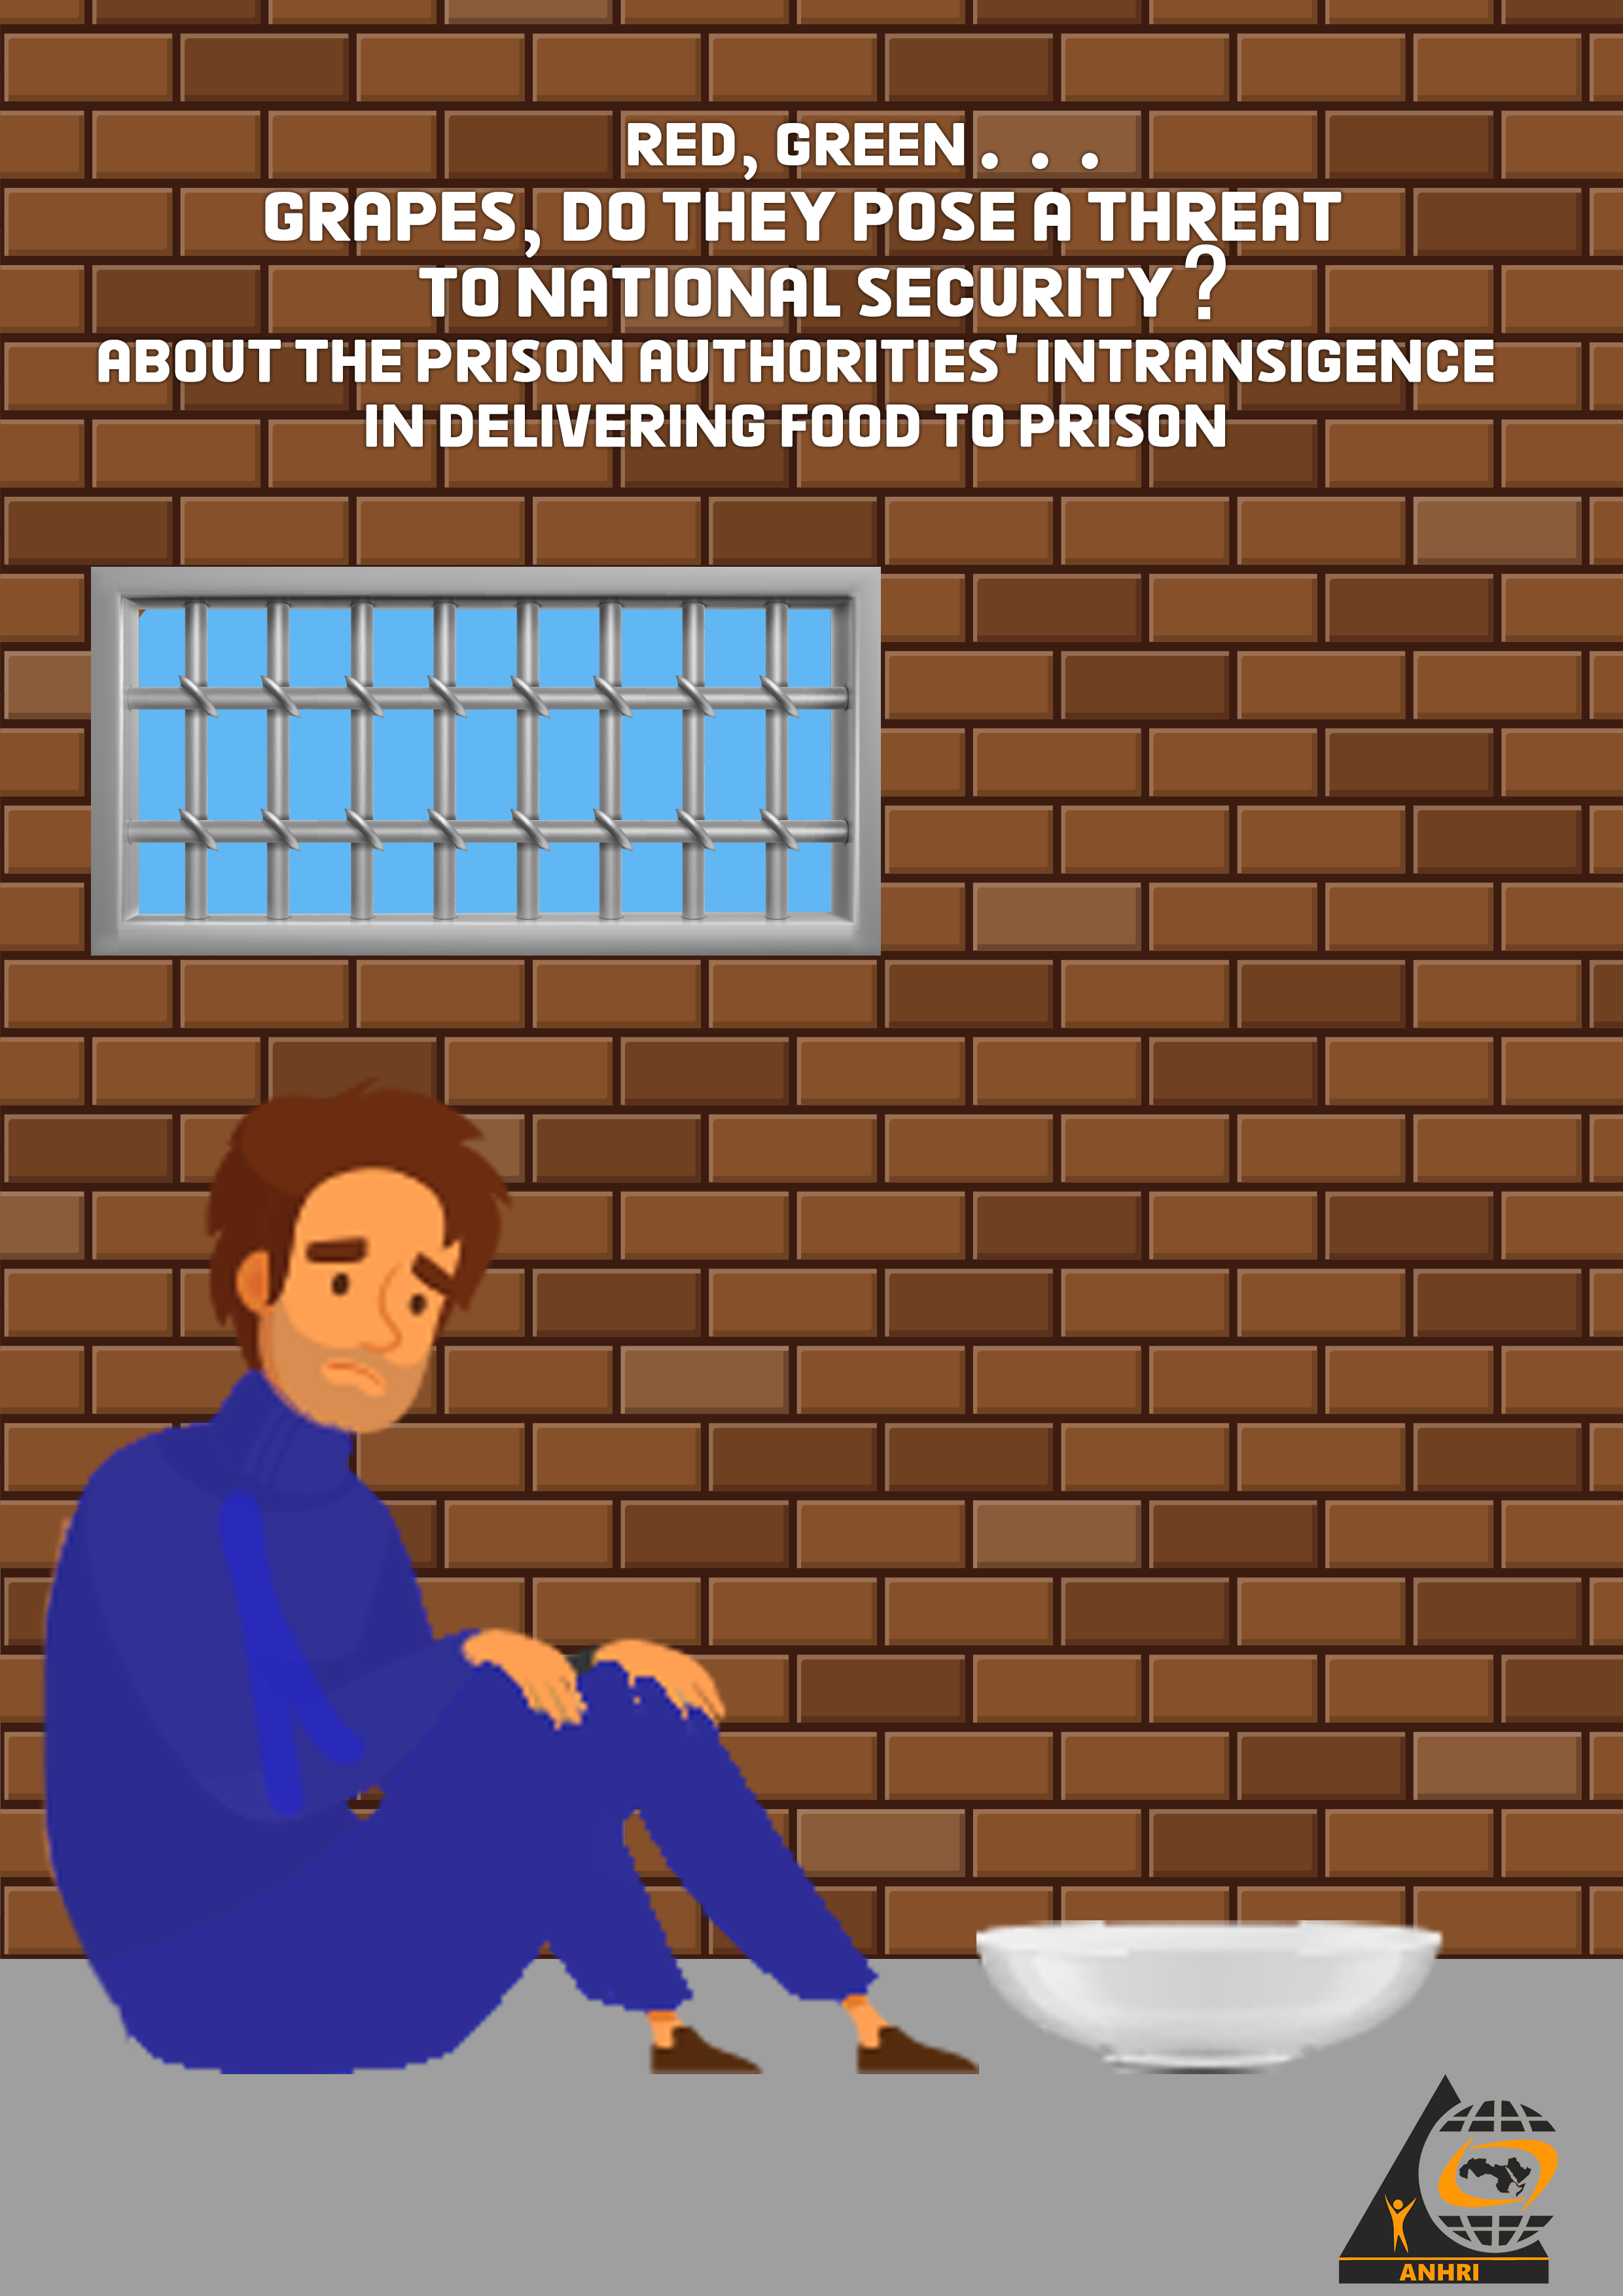 RED, GREEN . . .
GRAPES, DO THEY POSE A THREAT
TO NATIONAL SECURITY?
ABOUT THE PRISON AUTHORITIES' INTRANSIGENCE
IN DELIVERING FOOD TO PRISON
ANHRI